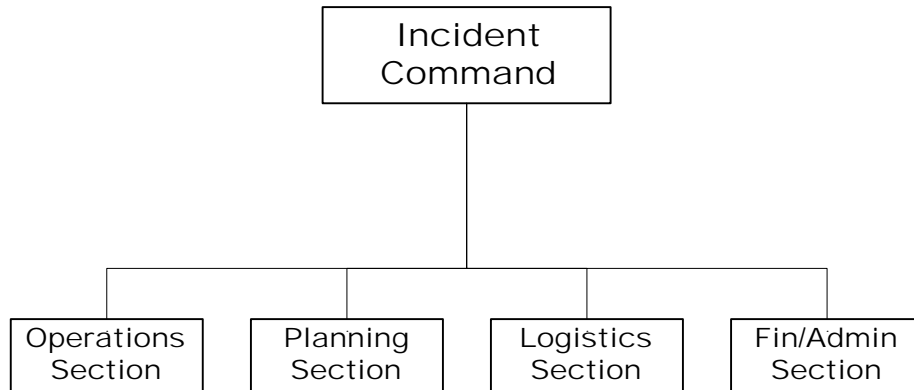 Incident
Command
Operations
Section
Planning
Section
Logistics
Section
Fin/Admin
Section